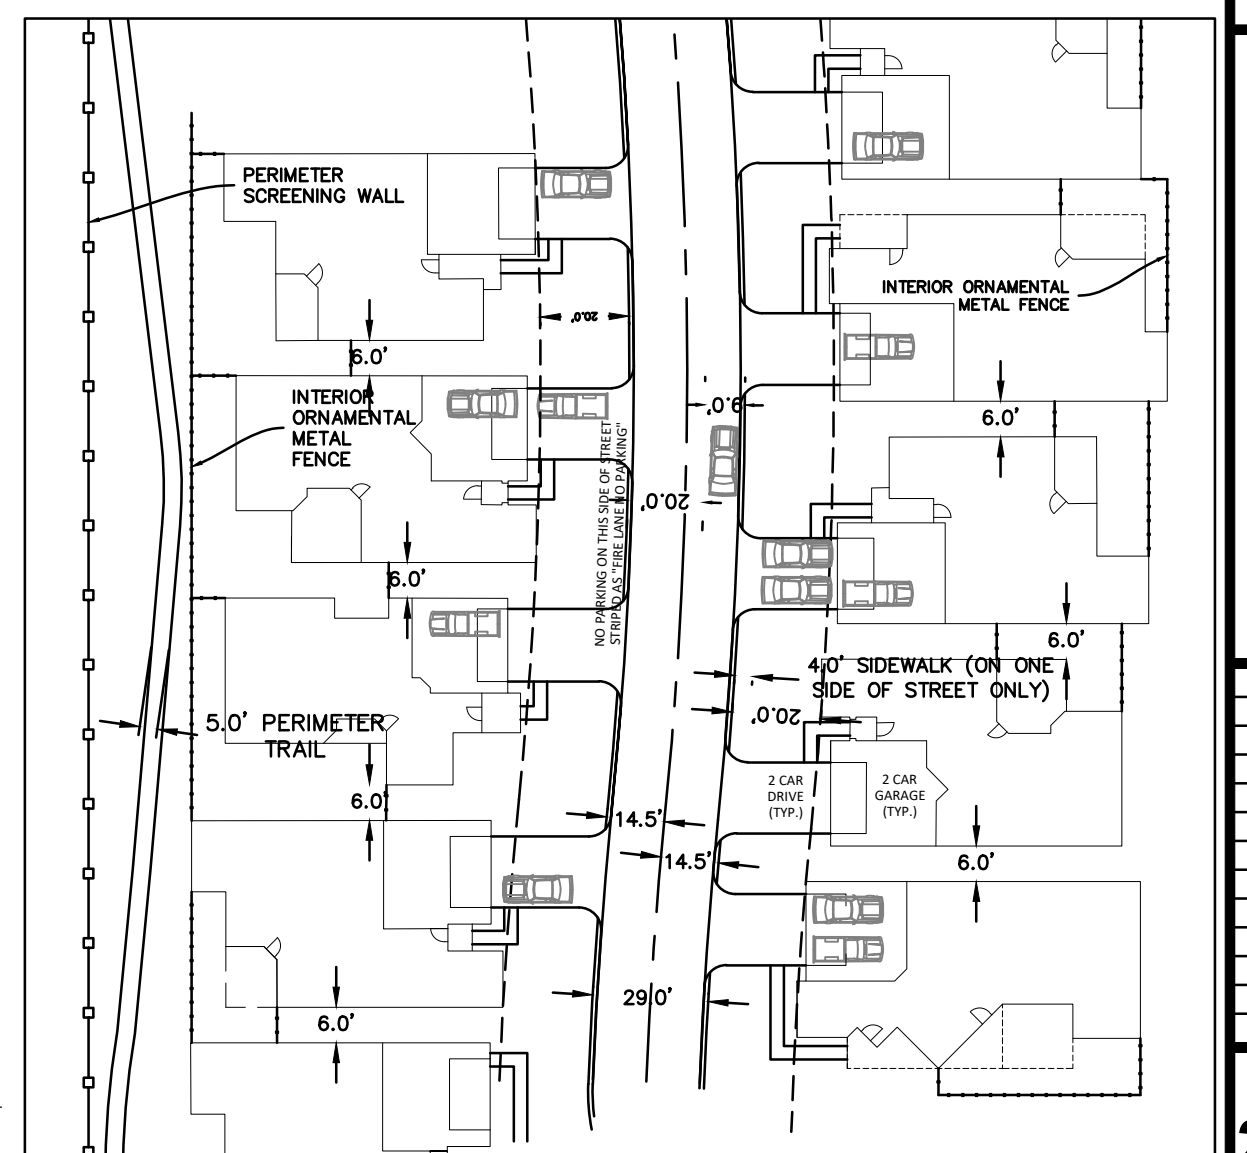 PERIMETER
SCREENING WALL
20.0'
6.0'
INTERIOR ORNAMENTAL
METAL FENCE
INTERIOR
ORNAMENTAL
METAL
FENCE
9.0'
6.0'
NO PARKING ON THIS SIDE OF STREET
STRIPED AS "FIRE LANE NO PARKING"
20.0'
6.0'
6.0'
4.0' SIDEWALK (ON ONE
SIDE OF STREET ONLY)
20.0'
5.0' PERIMETER
TRAIL
2 CAR
DRIVE
(TYP.)
2 CAR
GARAGE
(TYP.)
6.0'
14.5'
14.5'
6.0'
29.0'
6.0'